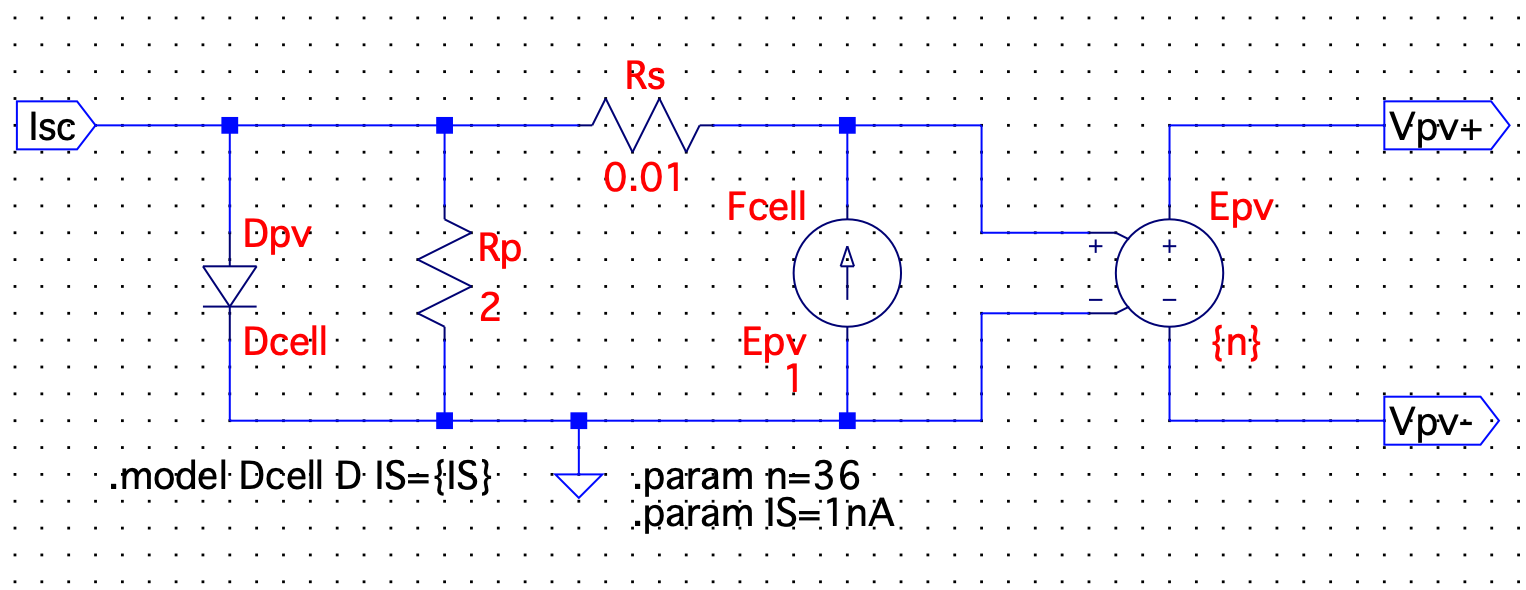 Rs
Isc
Vpv+
0.01
Fcell
Epv
+
+
Dpv
Rp
2
−
−
Dcell
Epv
{n}
1
Vpv-
.model Dcell D IS={IS}
.param n=36
.param IS=1nA